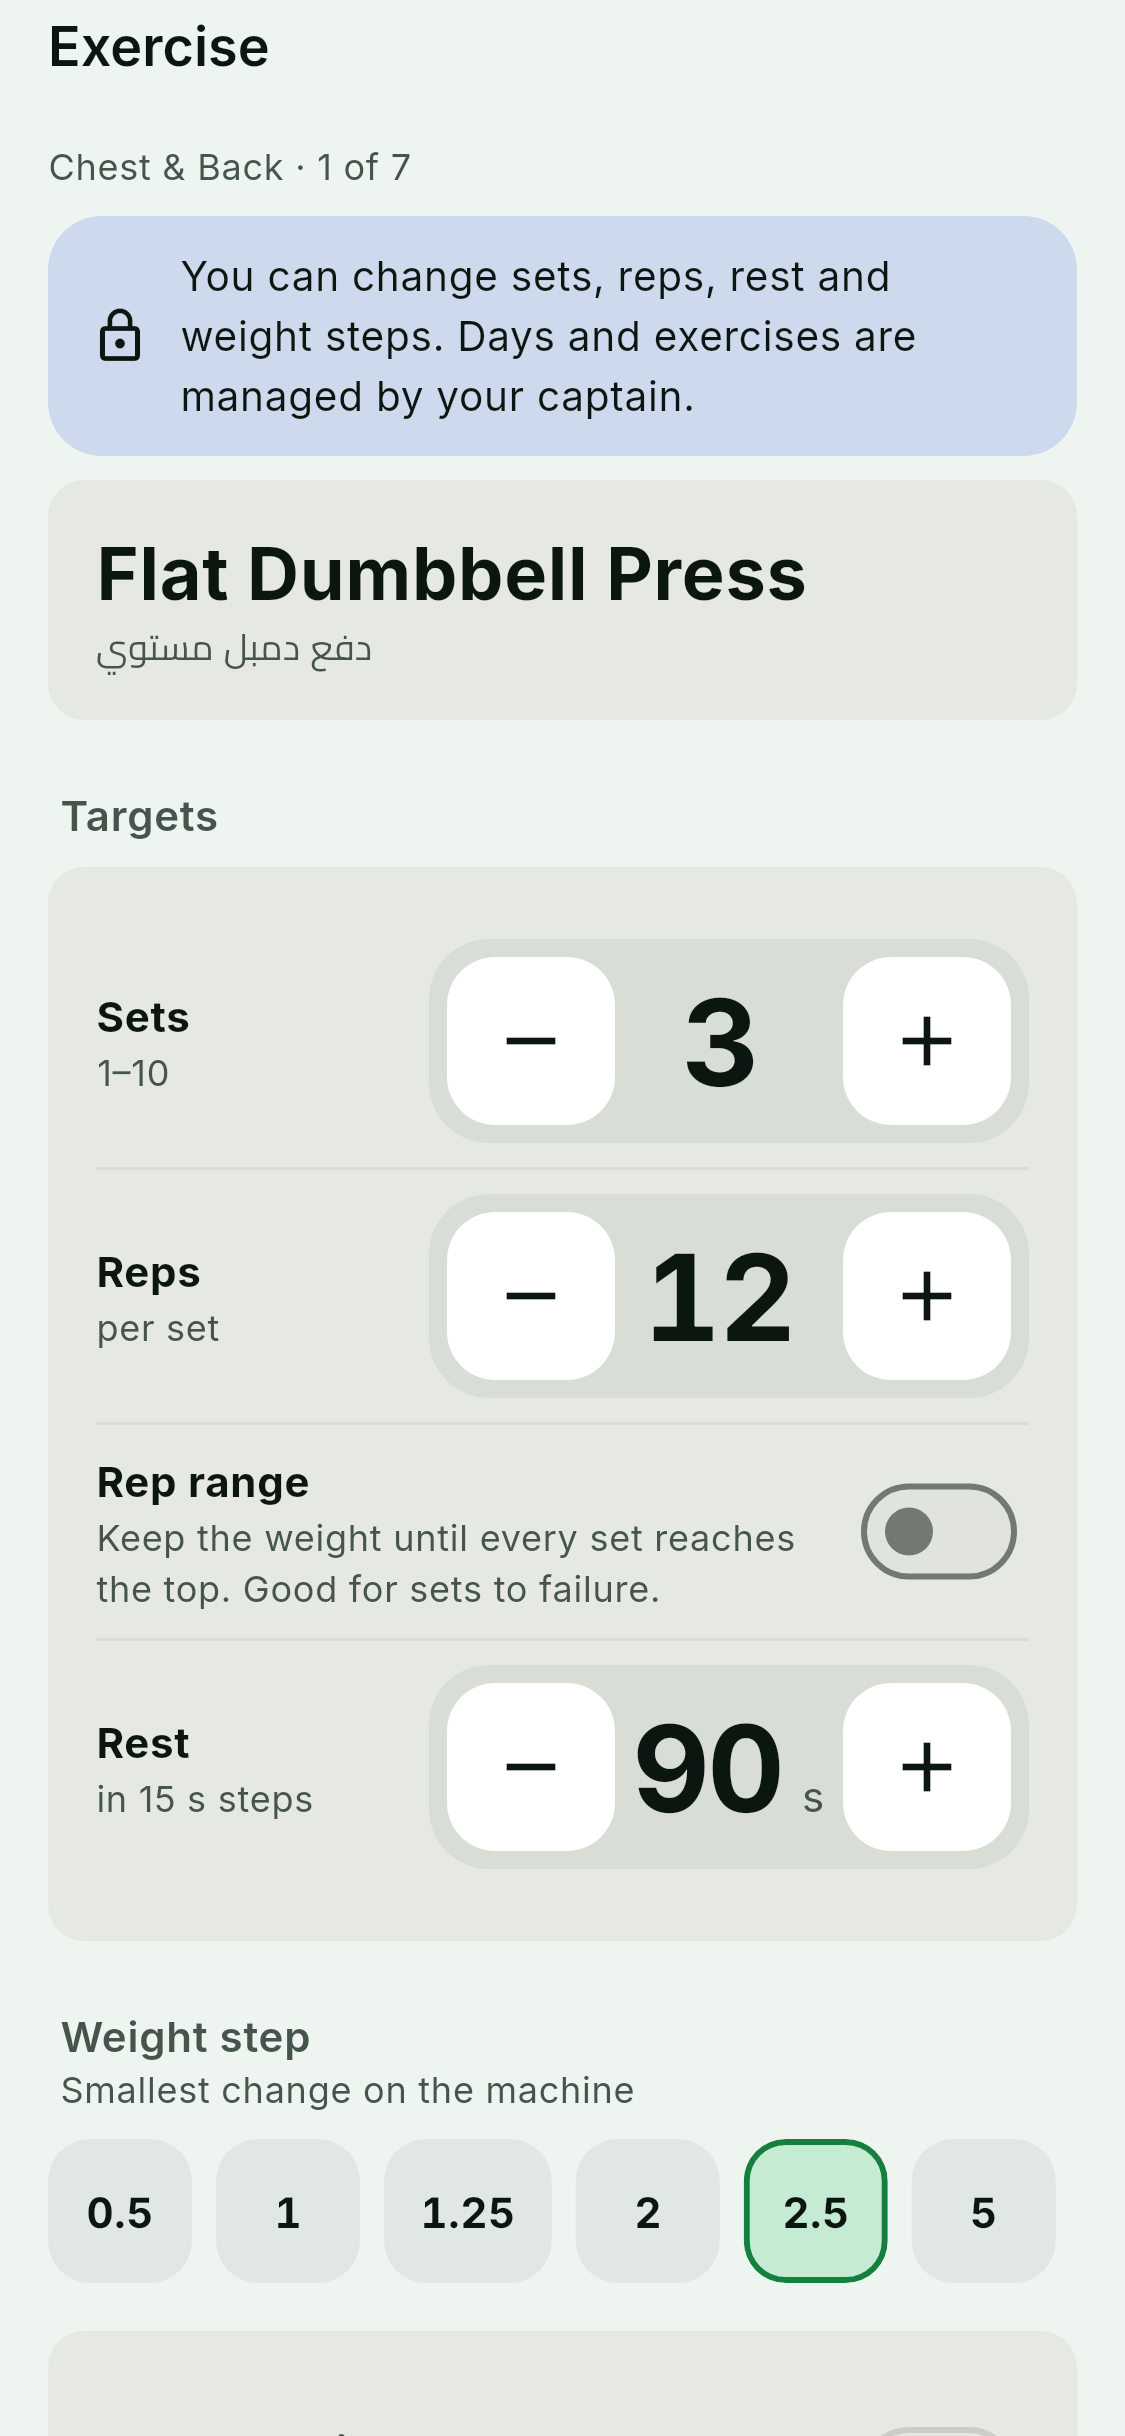 Exercise
Chest & Back · 1 of 7
You can change sets, reps, rest and
weight steps. Days and exercises are
managed by your captain.
Flat Dumbbell Press
دفع دمبل مستوي
Targets
Sets
1–10
− 3 +
Reps
per set
− 12 +
Rep range
Keep the weight until every set reaches
the top. Good for sets to failure.
Rest
in 15 s steps
− 90 s +
Weight step
Smallest change on the machine
0.5 1 1.25 2 2.5 5